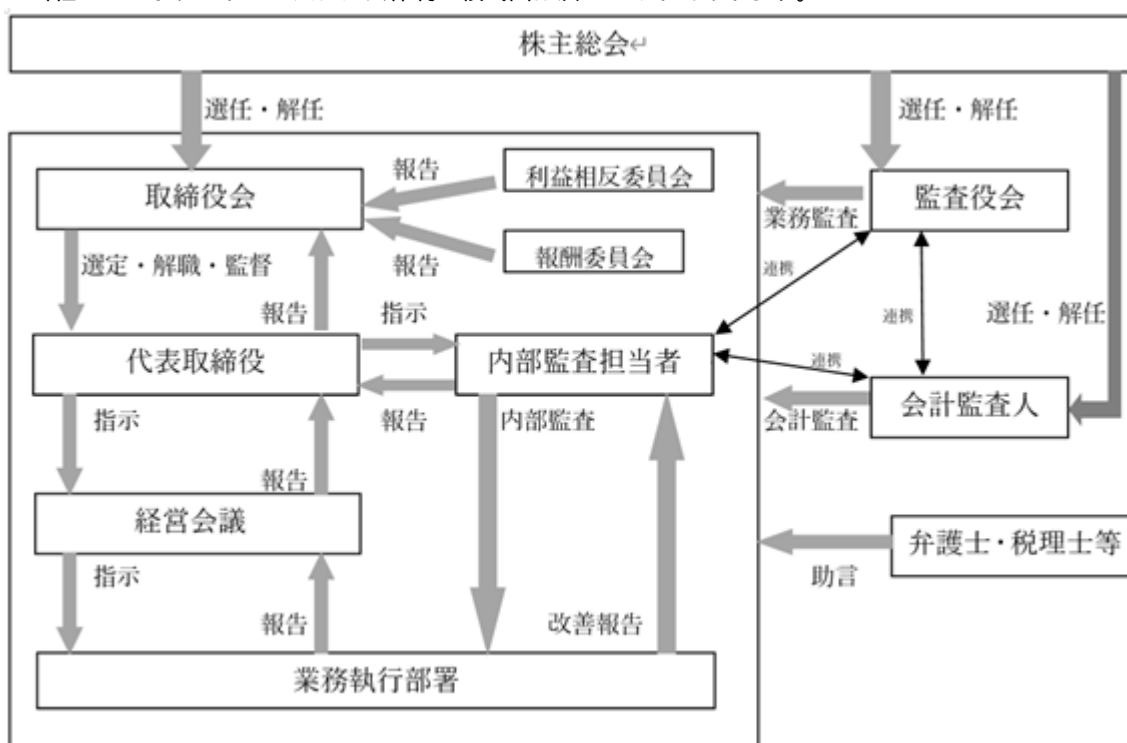 株主総会↵
選任・解任
選任・解任
取締役会
報告
利益相反委員会
報告
報酬委員会
業務監査
監査役会
選定・解職・監督
報告
指示
連携
連携
選任・解任
代表取締役
内部監査担当者
連携
会計監査人
指示
報告
報告
内部監査
会計監査
経営会議
弁護士・税理士等
助言
指示
報告
改善報告
業務執行部署